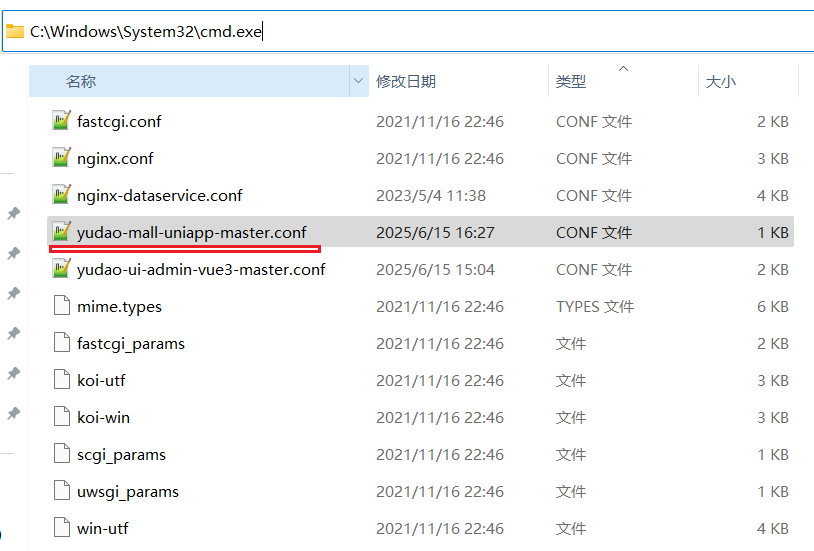 C:\Windows\System32\cmd.exe
名称 修改日期 类型 大小
fastcgi.conf 2021/11/16 22:46 CONF 文件 2 KB
nginx.conf 2021/11/16 22:46 CONF 文件 3 KB
nginx-dataservice.conf 2023/5/4 11:38 CONF 文件 4 KB
yudao-mall-uniapp-master.conf 2025/6/15 16:27 CONF 文件 1 KB
yudao-ui-admin-vue3-master.conf 2025/6/15 15:04 CONF 文件 2 KB
mime.types 2021/11/16 22:46 TYPES 文件 6 KB
fastcgi_params 2021/11/16 22:46 文件 2 KB
koi-utf 2021/11/16 22:46 文件 3 KB
koi-win 2021/11/16 22:46 文件 3 KB
scgi_params 2021/11/16 22:46 文件 1 KB
uwsgi_params 2021/11/16 22:46 文件 1 KB
win-utf 2021/11/16 22:46 文件 4 KB